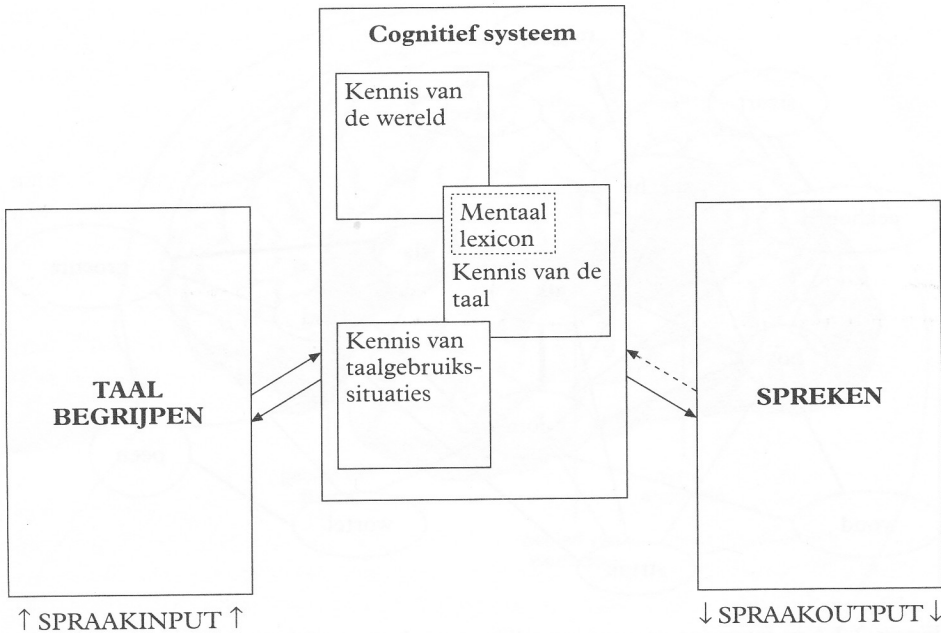 Cognitief systeem
Kennis van
de wereld
Mentaal
lexicon
Kennis van de
taal
Kennis van
taalgebruiks-
situaties
TAAL
BEGRIJPEN
SPREKEN
↑ SPRAAKINPUT ↑
↓ SPRAAKOUTPUT ↓